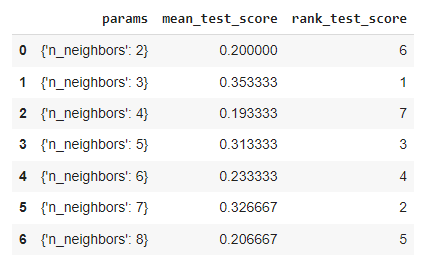 params mean_test_score rank_test_score
0 {'n_neighbors': 2} 0.200000 6
1 {'n_neighbors': 3} 0.353333 1
2 {'n_neighbors': 4} 0.193333 7
3 {'n_neighbors': 5} 0.313333 3
4 {'n_neighbors': 6} 0.233333 4
5 {'n_neighbors': 7} 0.326667 2
6 {'n_neighbors': 8} 0.206667 5